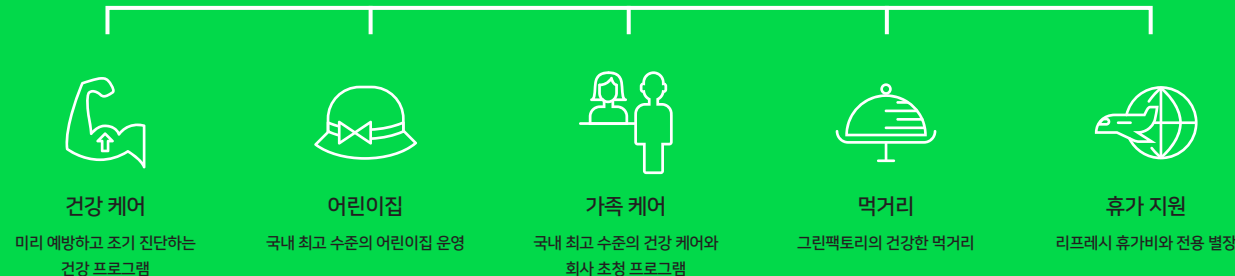 건강 케어
미리 예방하고 조기 진단하는
건강 프로그램
어린이집
국내 최고 수준의 어린이집 운영
가족 케어
국내 최고 수준의 건강 케어와
회사 초청 프로그램
먹거리
그린팩토리의 건강한 먹거리
휴가 지원
리프레시 휴가비와 전용 별장